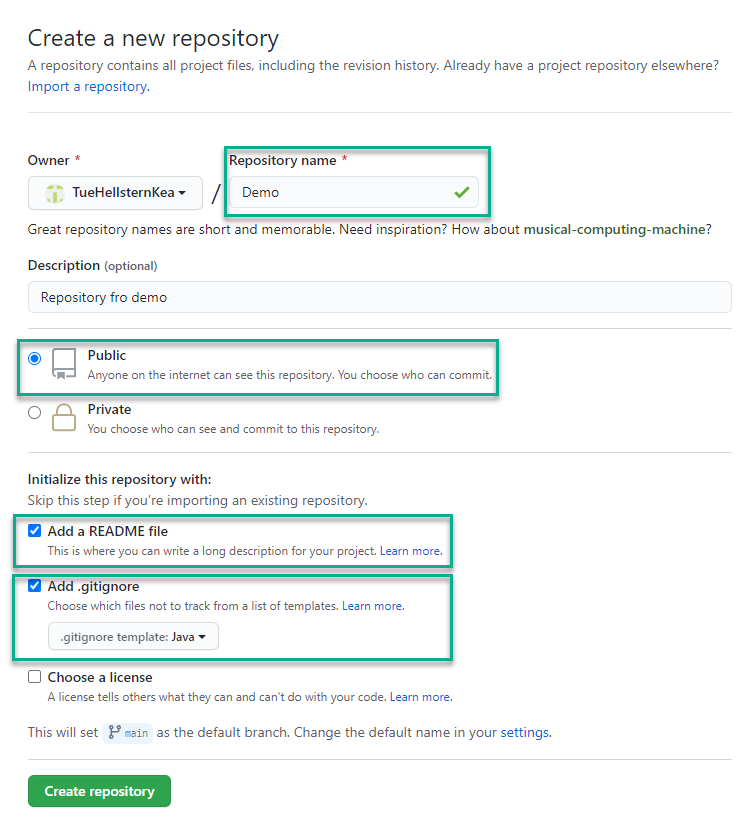 Create a new repository
A repository contains all project files, including the revision history. Already have a project repository elsewhere?
Import a repository.
Owner *
Repository name *
TueHellsternKea
/
Demo
Great repository names are short and memorable. Need inspiration? How about musical-computing-machine?
Description (optional)
Repository fro demo
Public
Anyone on the internet can see this repository. You choose who can commit.
Private
You choose who can see and commit to this repository.
Initialize this repository with:
Skip this step if you're importing an existing repository.
Add a README file
This is where you can write a long description for your project. Learn more.
Add .gitignore
Choose which files not to track from a list of templates. Learn more.
.gitignore template: Java
Choose a license
A license tells others what they can and can't do with your code. Learn more.
This will set main as the default branch. Change the default name in your settings.
Create repository